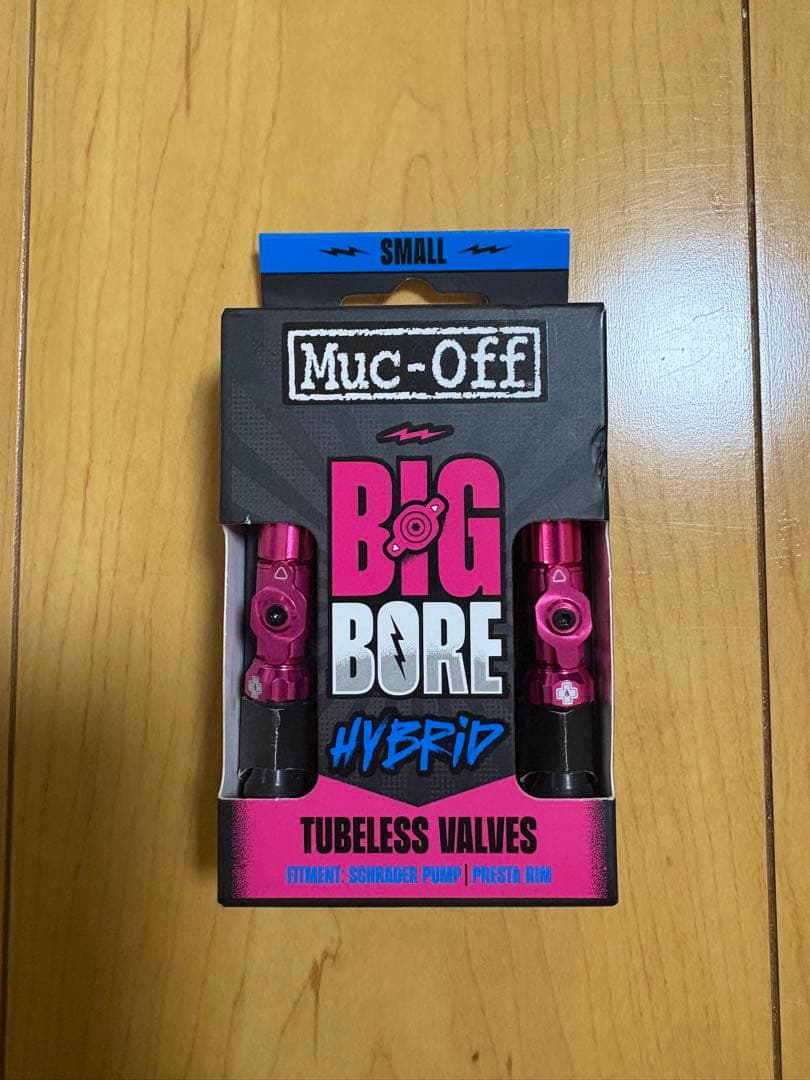 SMALL
Muc-Off
BIG
BORE
HYBRID
TUBELESS VALVES
FITMENT: SCHRADER PUMP | PRESTA RIM